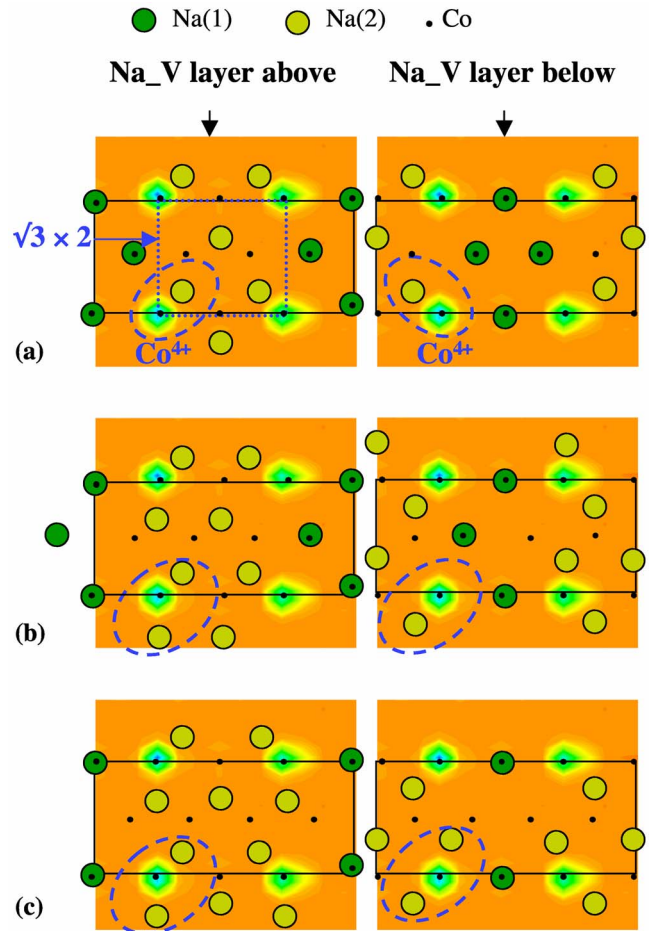 Na(1) Na(2) Co
Na_V layer above Na_V layer below
√3 × 2
Co4+ Co4+
(a)
(b)
(c)